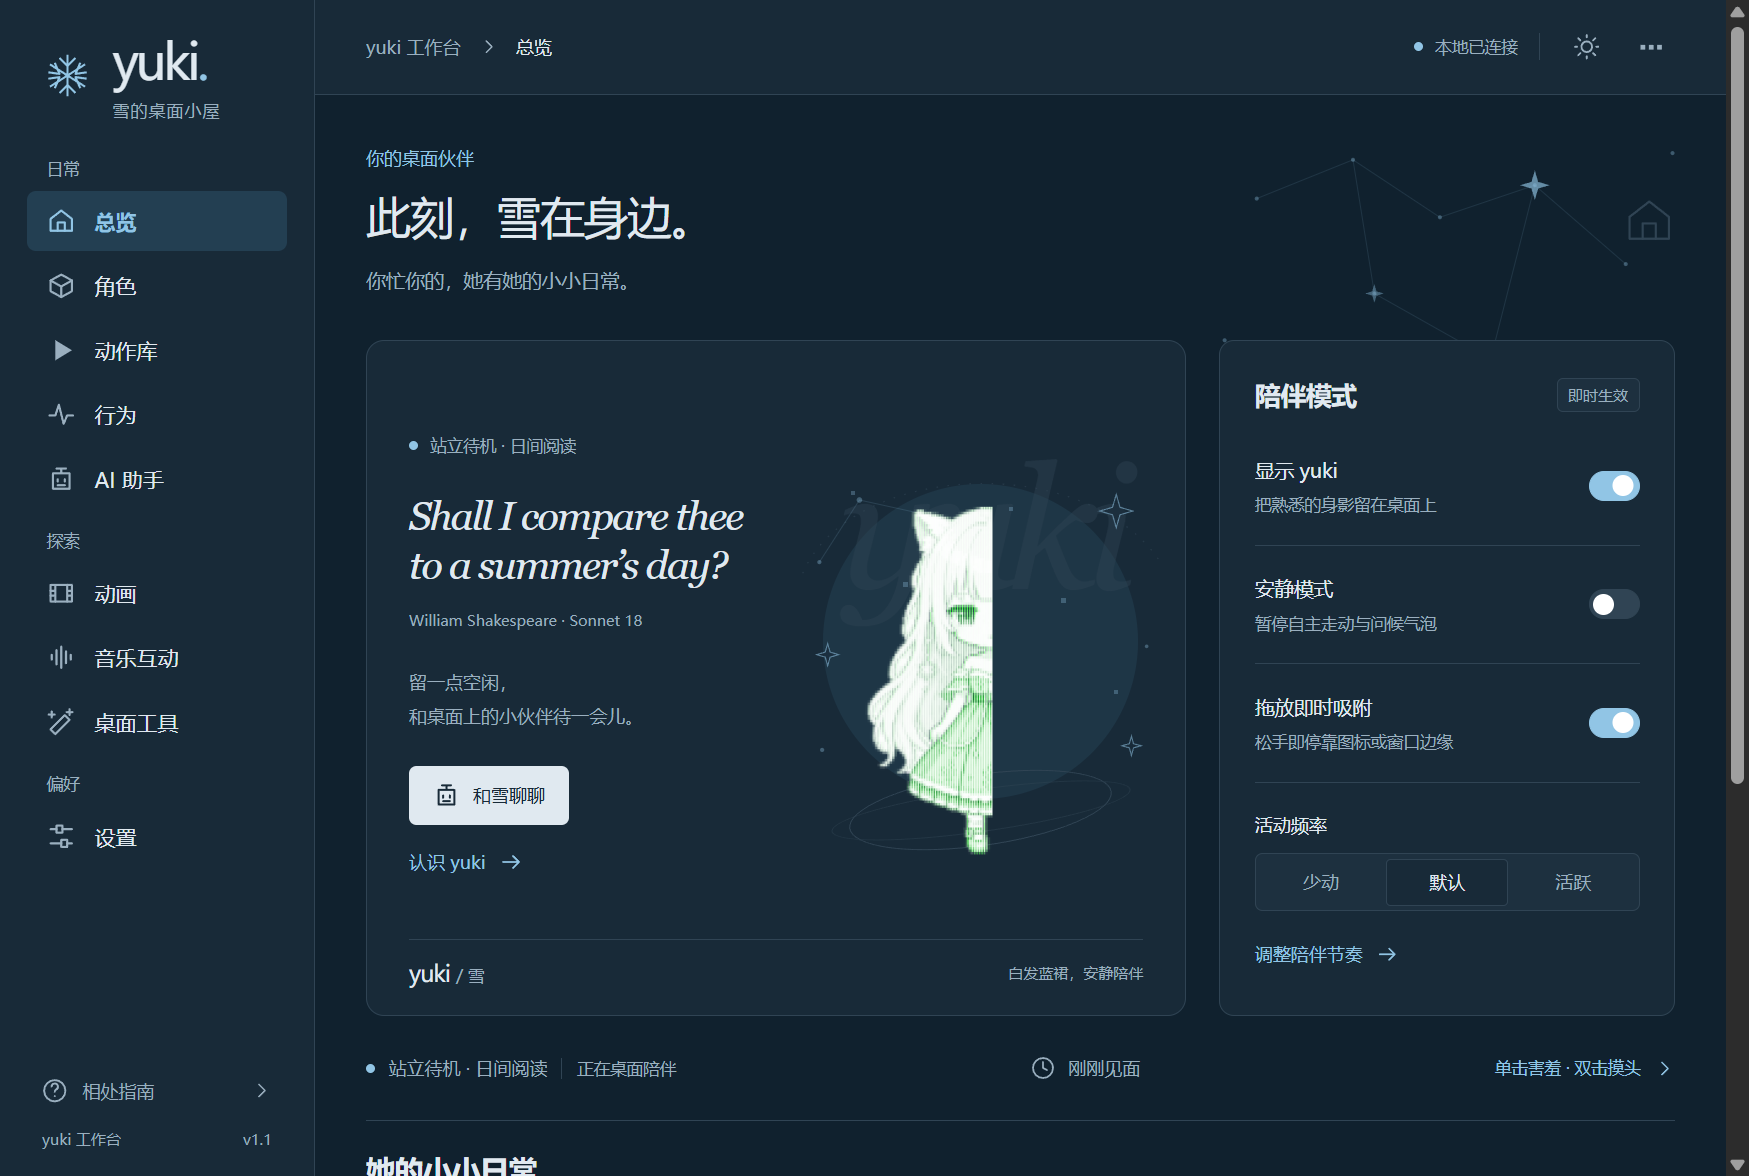 yuki.
雪的桌面小屋
日常
总览
角色
动作库
行为
AI 助手
探索
动画
音乐互动
桌面工具
偏好
设置
相处指南
yuki 工作台 v1.1
yuki 工作台 总览
本地已连接
你的桌面伙伴
此刻，雪在身边。
你忙你的，她有她的小小日常。
站立待机 · 日间阅读
Shall I compare thee
to a summer’s day?
William Shakespeare · Sonnet 18
留一点空闲，
和桌面上的小伙伴待一会儿。
和雪聊聊
认识 yuki
yuki
yuki / 雪
白发蓝裙，安静陪伴
陪伴模式
即时生效
显示 yuki
把熟悉的身影留在桌面上
安静模式
暂停自主走动与问候气泡
拖放即时吸附
松手即停靠图标或窗口边缘
活动频率
少动 默认 活跃
调整陪伴节奏
站立待机 · 日间阅读 正在桌面陪伴
刚刚见面
单击害羞 · 双击摸头
她的小小日常